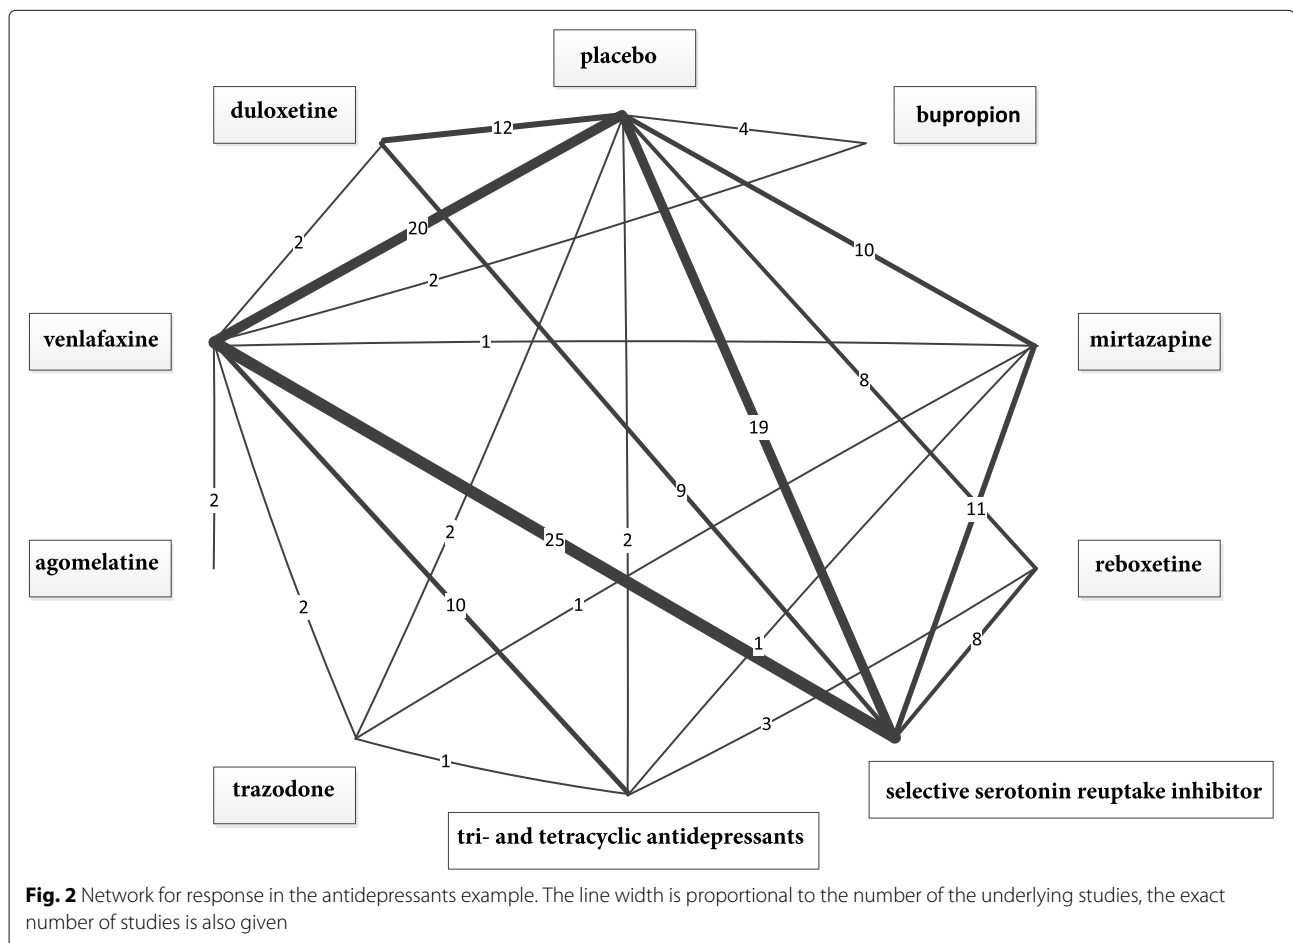 placebo
duloxetine
bupropion
12
4
20
2
10
2
venlafaxine
1
mirtazapine
8
19
9
2
11
2
25
2
agomelatine
reboxetine
2
10
1
1
8
3
1
trazodone
selective serotonin reuptake inhibitor
tri- and tetracyclic antidepressants
Fig. 2 Network for response in the antidepressants example. The line width is proportional to the number of the underlying studies, the exact
number of studies is also given